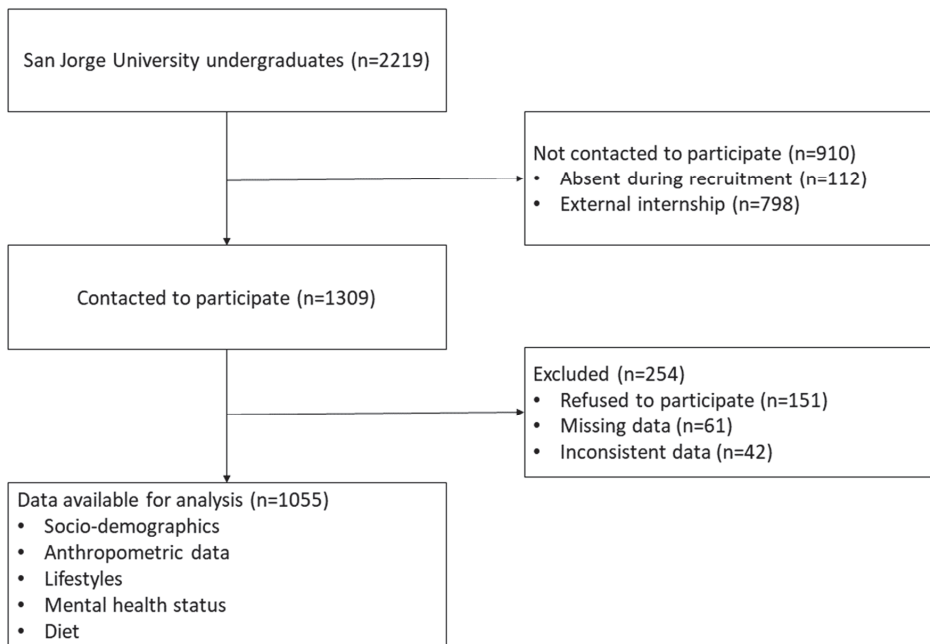 San Jorge University undergraduates (n=2219)
Not contacted to participate (n=910)
• Absent during recruitment (n=112)
• External internship (n=798)
Contacted to participate (n=1309)
Excluded (n=254)
• Refused to participate (n=151)
• Missing data (n=61)
• Inconsistent data (n=42)
Data available for analysis (n=1055)
• Socio-demographics
• Anthropometric data
• Lifestyles
• Mental health status
• Diet